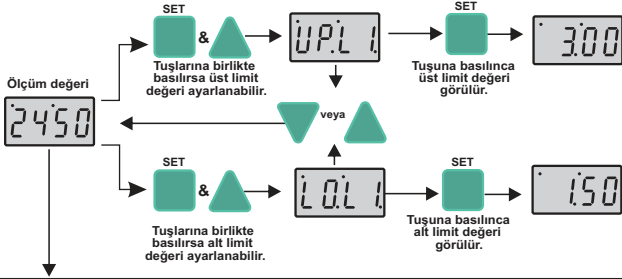 SET
&
UP.L 1.
SET
3.00
Tuşlarına birlikte
basılırsa üst limit
değeri ayarlanabilir.
Tuşuna basılınca
üst limit değeri
görülür.
Ölçüm değeri
2450
veya
SET
&
LO.L 1.
SET
1.50
Tuşlarına birlikte
basılırsa alt limit
değeri ayarlanabilir.
Tuşuna basılınca
alt limit değeri
görülür.